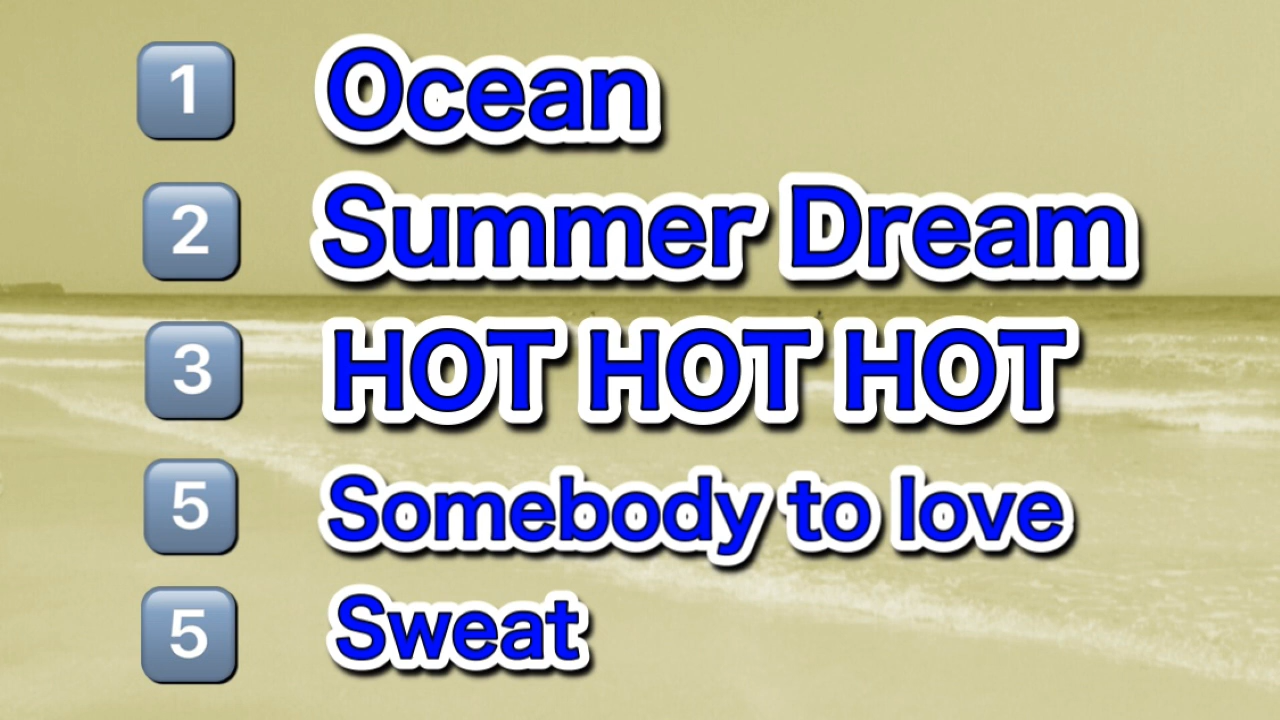 1 Ocean
2 Summer Dream
3 HOT HOT HOT
5 Somebody to love
5 Sweat